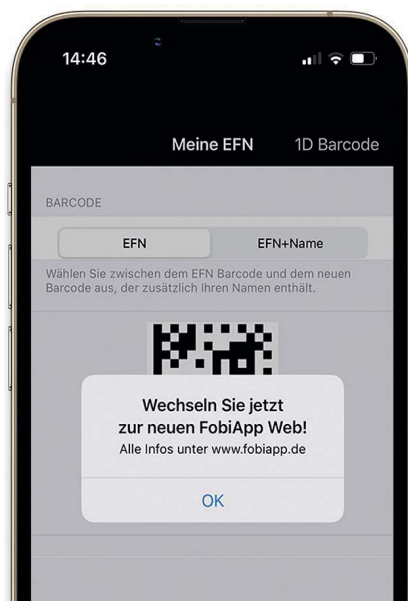 14:46
Meine EFN 1D Barcode
BARCODE
EFN EFN+Name
Wählen Sie zwischen dem EFN Barcode und dem neuen
Barcode aus, der zusätzlich Ihren Namen enthält.
Wechseln Sie jetzt
zur neuen FobiApp Web!
Alle Infos unter www.fobiapp.de
OK